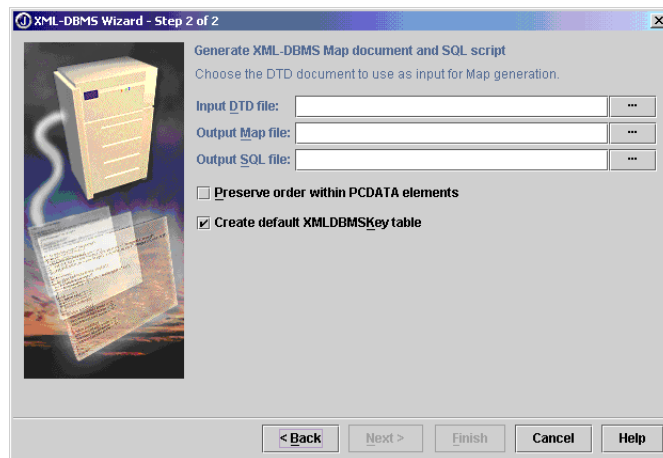 XML-DBMS Wizard - Step 2 of 2
Generate XML-DBMS Map document and SQL script
Choose the DTD document to use as input for Map generation.
Input DTD file: ...
Output Map file: ...
Output SQL file: ...
Preserve order within PCDATA elements
Create default XMLDBMSKey table
< Back Next > Finish Cancel Help